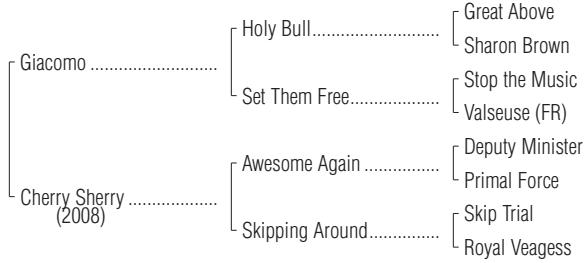 Great Above
Holy Bull........................
Sharon Brown
Giacomo ........................
Stop the Music
Set Them Free.................
Valseuse (FR)
Deputy Minister
Awesome Again ..............
Primal Force
Cherry Sherry .................
(2008)
Skip Trial
Skipping Around.............
Royal Veagess